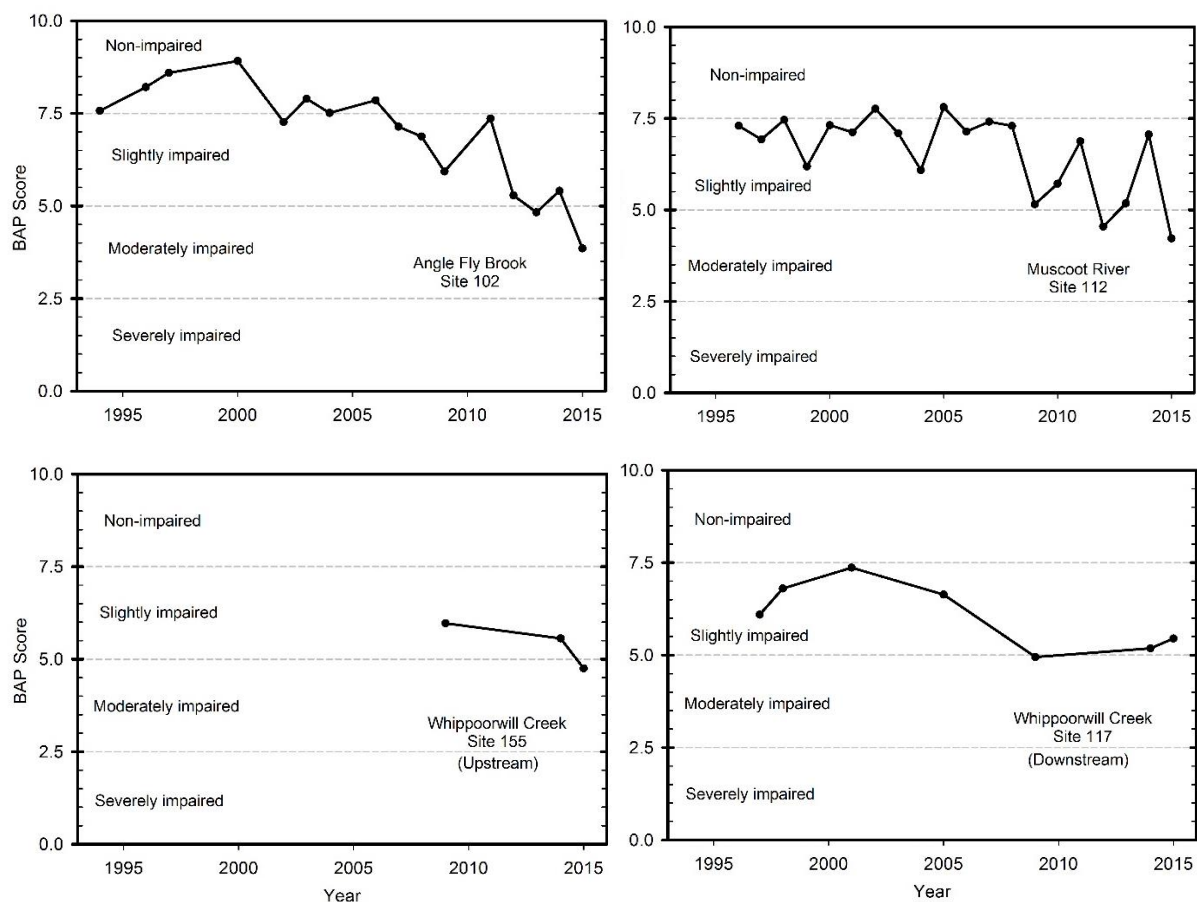 10.0
7.5
5.0
2.5
0.0
BAP Score
Non-impaired
Slightly impaired
Moderately impaired
Severely impaired
Angle Fly Brook
Site 102
1995 2000 2005 2010 2015
10.0
7.5
5.0
2.5
0.0
Non-impaired
Slightly impaired
Moderately impaired
Severely impaired
Muscoot River
Site 112
1995 2000 2005 2010 2015
10.0
7.5
5.0
2.5
0.0
BAP Score
Non-impaired
Slightly impaired
Moderately impaired
Severely impaired
Whippoorwill Creek
Site 155
(Upstream)
1995 2000 2005 2010 2015
Year
10.0
7.5
5.0
2.5
0.0
Non-impaired
Slightly impaired
Moderately impaired
Severely impaired
Whippoorwill Creek
Site 117
(Downstream)
1995 2000 2005 2010 2015
Year